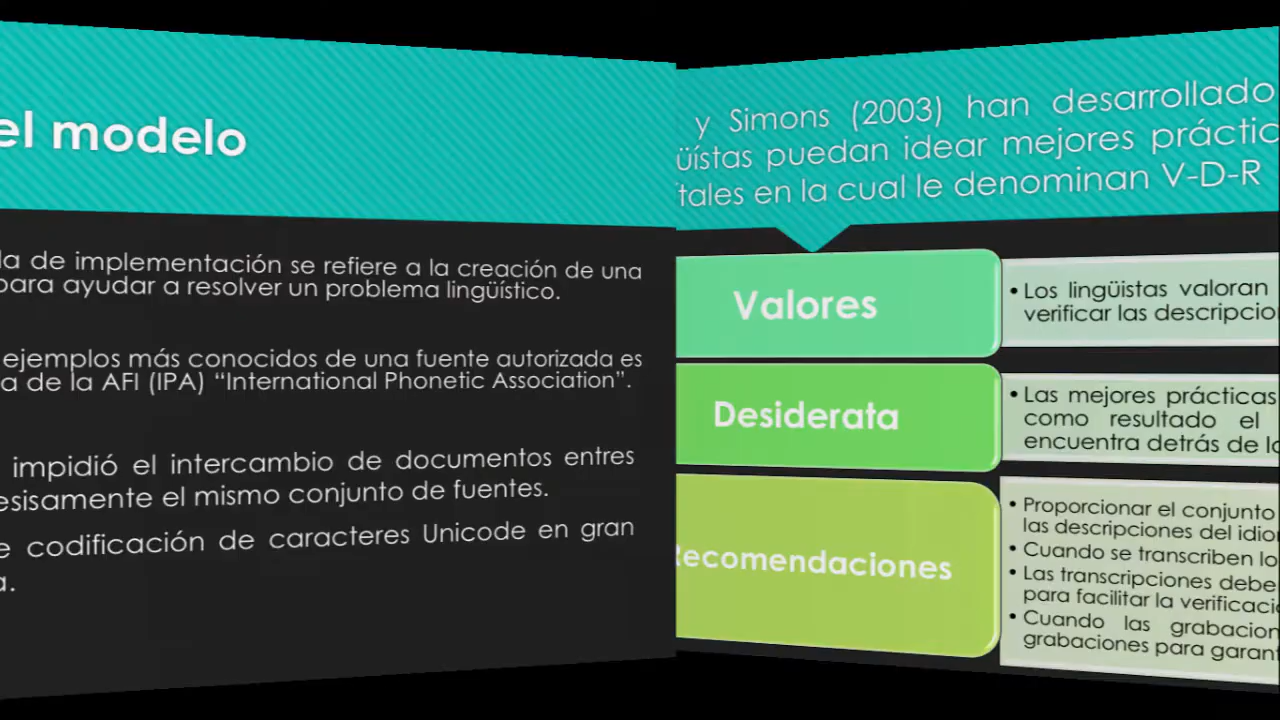 el modelo
da de implementación se refiere a la creación de una
para ayudar a resolver un problema lingüístico.
ejemplos más conocidos de una fuente autorizada es
a de la AFI (IPA) “International Phonetic Association”.
impidió el intercambio de documentos entres
esisamente el mismo conjunto de fuentes.
e codificación de caracteres Unicode en gran
a.
y Simons (2003) han desarrollado
üístas puedan idear mejores práctic
tales en la cual le denominan V-D-R
Valores
• Los lingüistas valoran
verificar las descripcio
Desiderata
• Las mejores prácticas
como resultado el
encuentra detrás de lo
Recomendaciones
• Proporcionar el conjunto
las descripciones del idio
• Cuando se transcriben lo
• Las transcripciones debe
para facilitar la verificaci
• Cuando las grabacion
grabaciones para garant